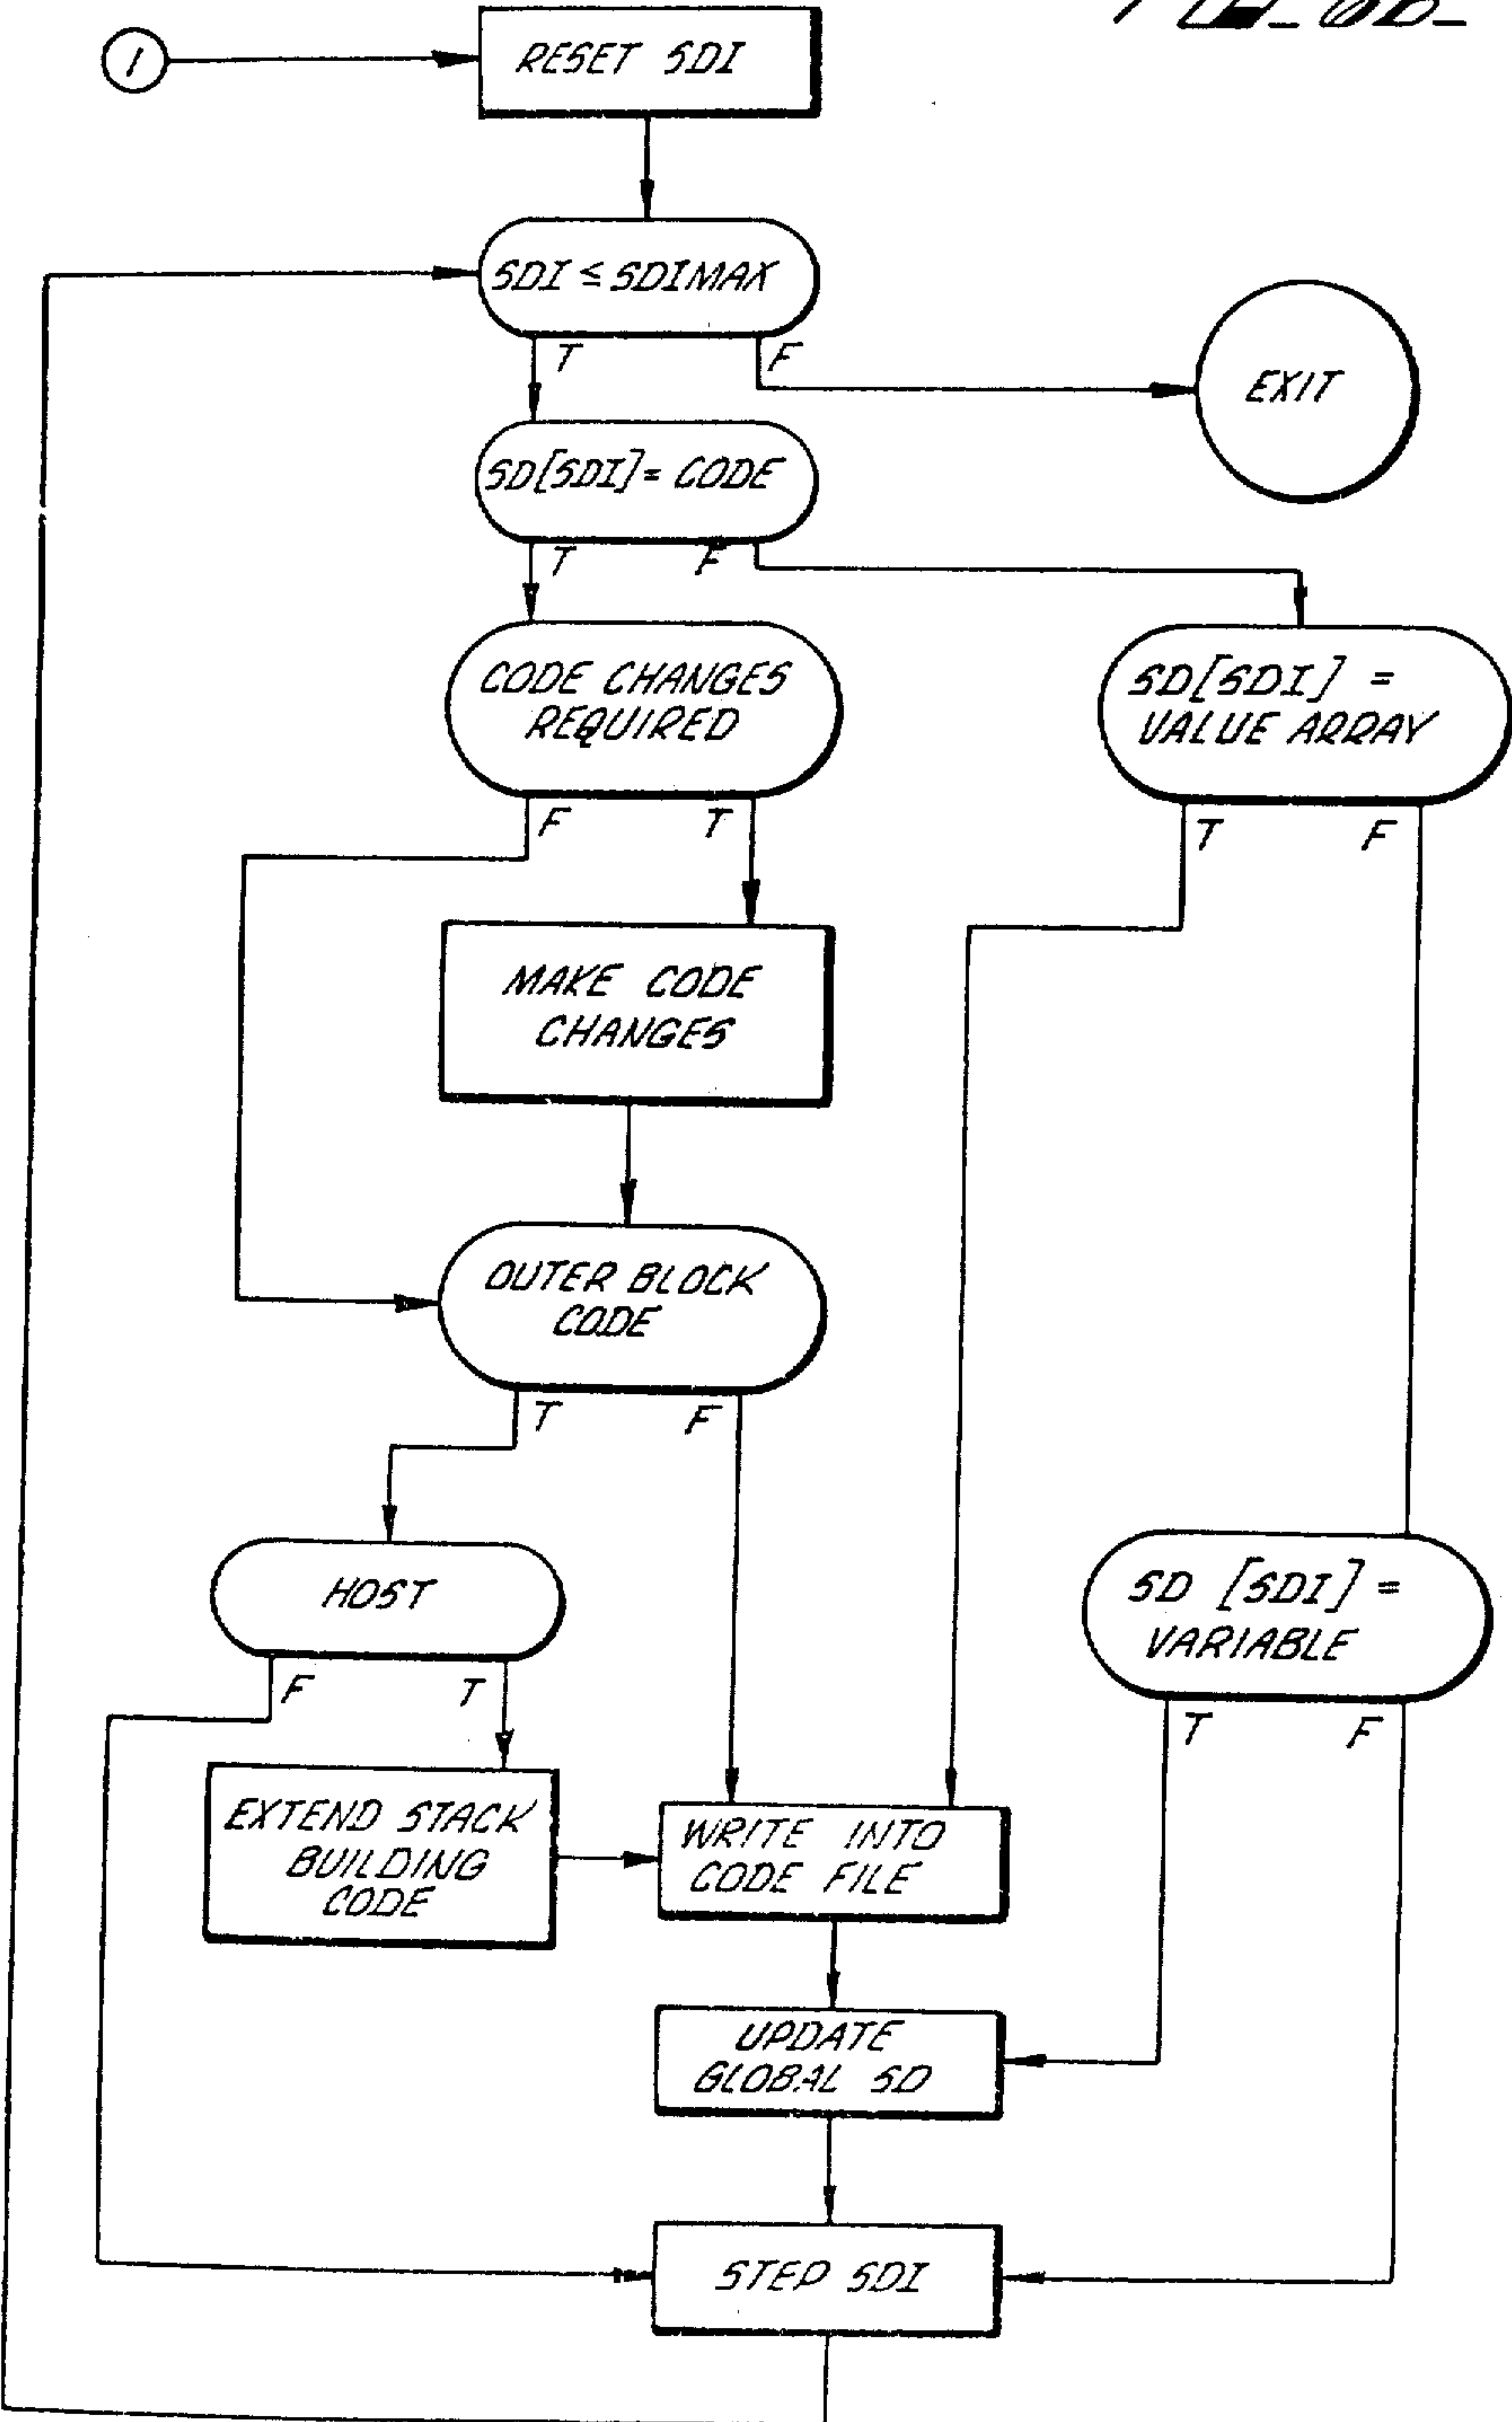 1
RESET SDI
SDI ≤ SDIMAX
T
F
EXIT
SD[SDI]= CODE
T
F
CODE CHANGES
REQUIRED
SD[SDI] =
VALUE ARRAY
F
T
T
F
MAKE CODE
CHANGES
OUTER BLOCK
CODE
T
F
HOST
SD [SDI] =
VARIABLE
F
T
T
F
EXTEND STACK
BUILDING
CODE
WRITE INTO
CODE FILE
UPDATE
GLOBAL SD
STEP SDI